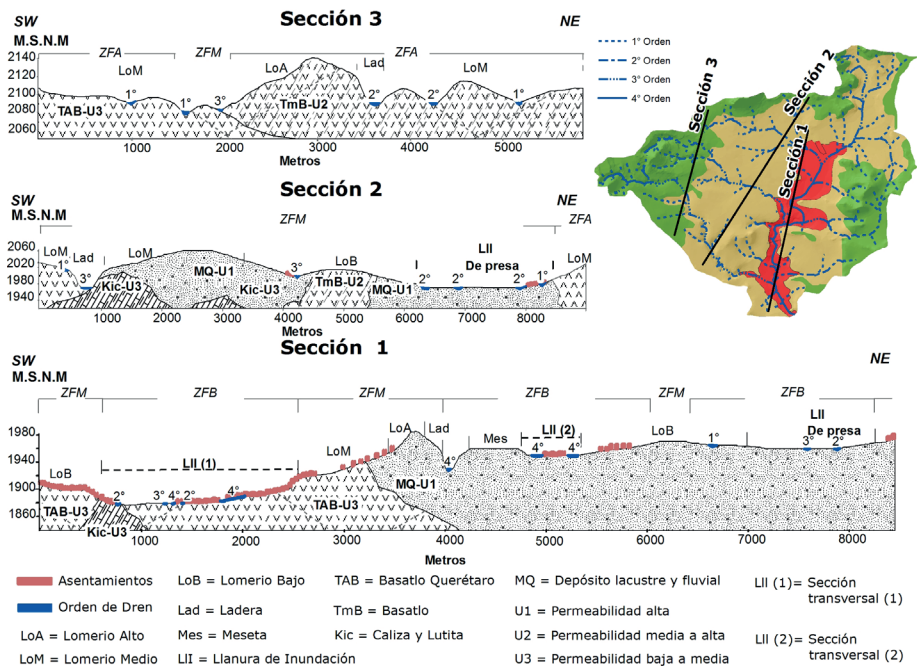 Sección 3
SW
NE
M.S.N.M
ZFA
ZFM
ZFA
2140
2120
2100
2080
2060
LoM
LoA
Lad
LoM
1°
1°
3°
2°
2°
1°
TAB-U3
TmB-U2
1000
2000
3000
4000
5000
Metros
1° Orden
2° Orden
3° Orden
4° Orden
Sección 3
Sección 2
Sección 1
Sección 2
SW
NE
M.S.N.M
ZFM
ZFA
2060
2020
1980
1940
LoM
Lad
LoM
LoB
LII
De presa
LoM
1°
3°
3°
2°
2°
2°
1°
MQ-U1
Kic-U3
Kic-U3
TmB-U2
MQ-U1
1000
2000
3000
4000
5000
6000
7000
8000
Metros
Sección 1
SW
NE
M.S.N.M
ZFM
ZFB
ZFM
ZFB
ZFM
ZFB
1980
1940
1900
1860
LoB
LII (1)
LoM
LoA
Lad
Mes
LII (2)
LoB
LII
De presa
2°
3°
4°
2°
4°
4°
4°
2°
1°
3°
2°
TAB-U3
Kic-U3
TAB-U3
MQ-U1
1000
2000
3000
4000
5000
6000
7000
8000
Metros
Asentamientos
Orden de Dren
LoA = Lomerio Alto
LoM = Lomerio Medio
LoB = Lomerio Bajo
Lad = Ladera
Mes = Meseta
LII = Llanura de Inundación
TAB = Basatlo Querétaro
TmB = Basatlo
Kic = Caliza y Lutita
MQ = Depósito lacustre y fluvial
U1 = Permeabilidad alta
U2 = Permeabilidad media a alta
U3 = Permeabilidad baja a media
LII (1)= Sección
transversal (1)
LII (2)= Sección
transversal (2)